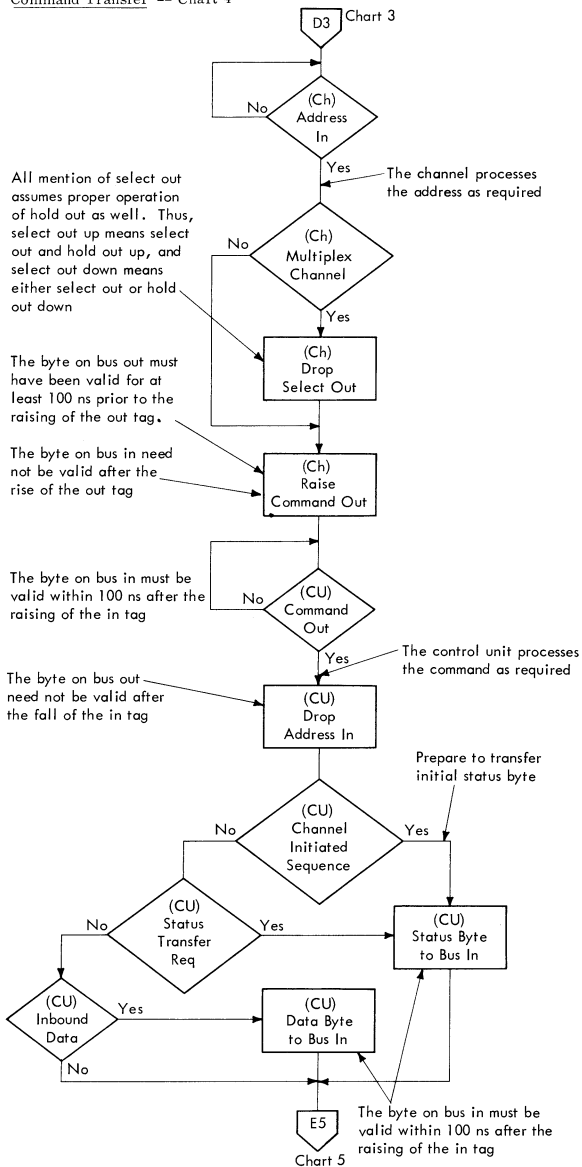 Command Transfer -- Chart 4
D3
Chart 3
(Ch)
Address
In
No
Yes
The channel processes
the address as required
All mention of select out
assumes proper operation
of hold out as well. Thus,
select out up means select
out and hold out up, and
select out down means
either select out or hold
out down
(Ch)
Multiplex
Channel
No
Yes
(Ch)
Drop
Select Out
The byte on bus out must
have been valid for at
least 100 ns prior to the
raising of the out tag.
The byte on bus in need
not be valid after the
rise of the out tag
(Ch)
Raise
Command Out
The byte on bus in must be
valid within 100 ns after the
raising of the in tag
No
(CU)
Command
Out
Yes
The control unit processes
the command as required
The byte on bus out
need not be valid after
the fall of the in tag
(CU)
Drop
Address In
Prepare to transfer
initial status byte
No
(CU)
Channel
Initiated
Sequence
Yes
No
(CU)
Status
Transfer
Req
Yes
(CU)
Status Byte
to Bus In
(CU)
Inbound
Data
Yes
No
(CU)
Data Byte
to Bus In
The byte on bus in must be
valid within 100 ns after the
raising of the in tag
E5
Chart 5